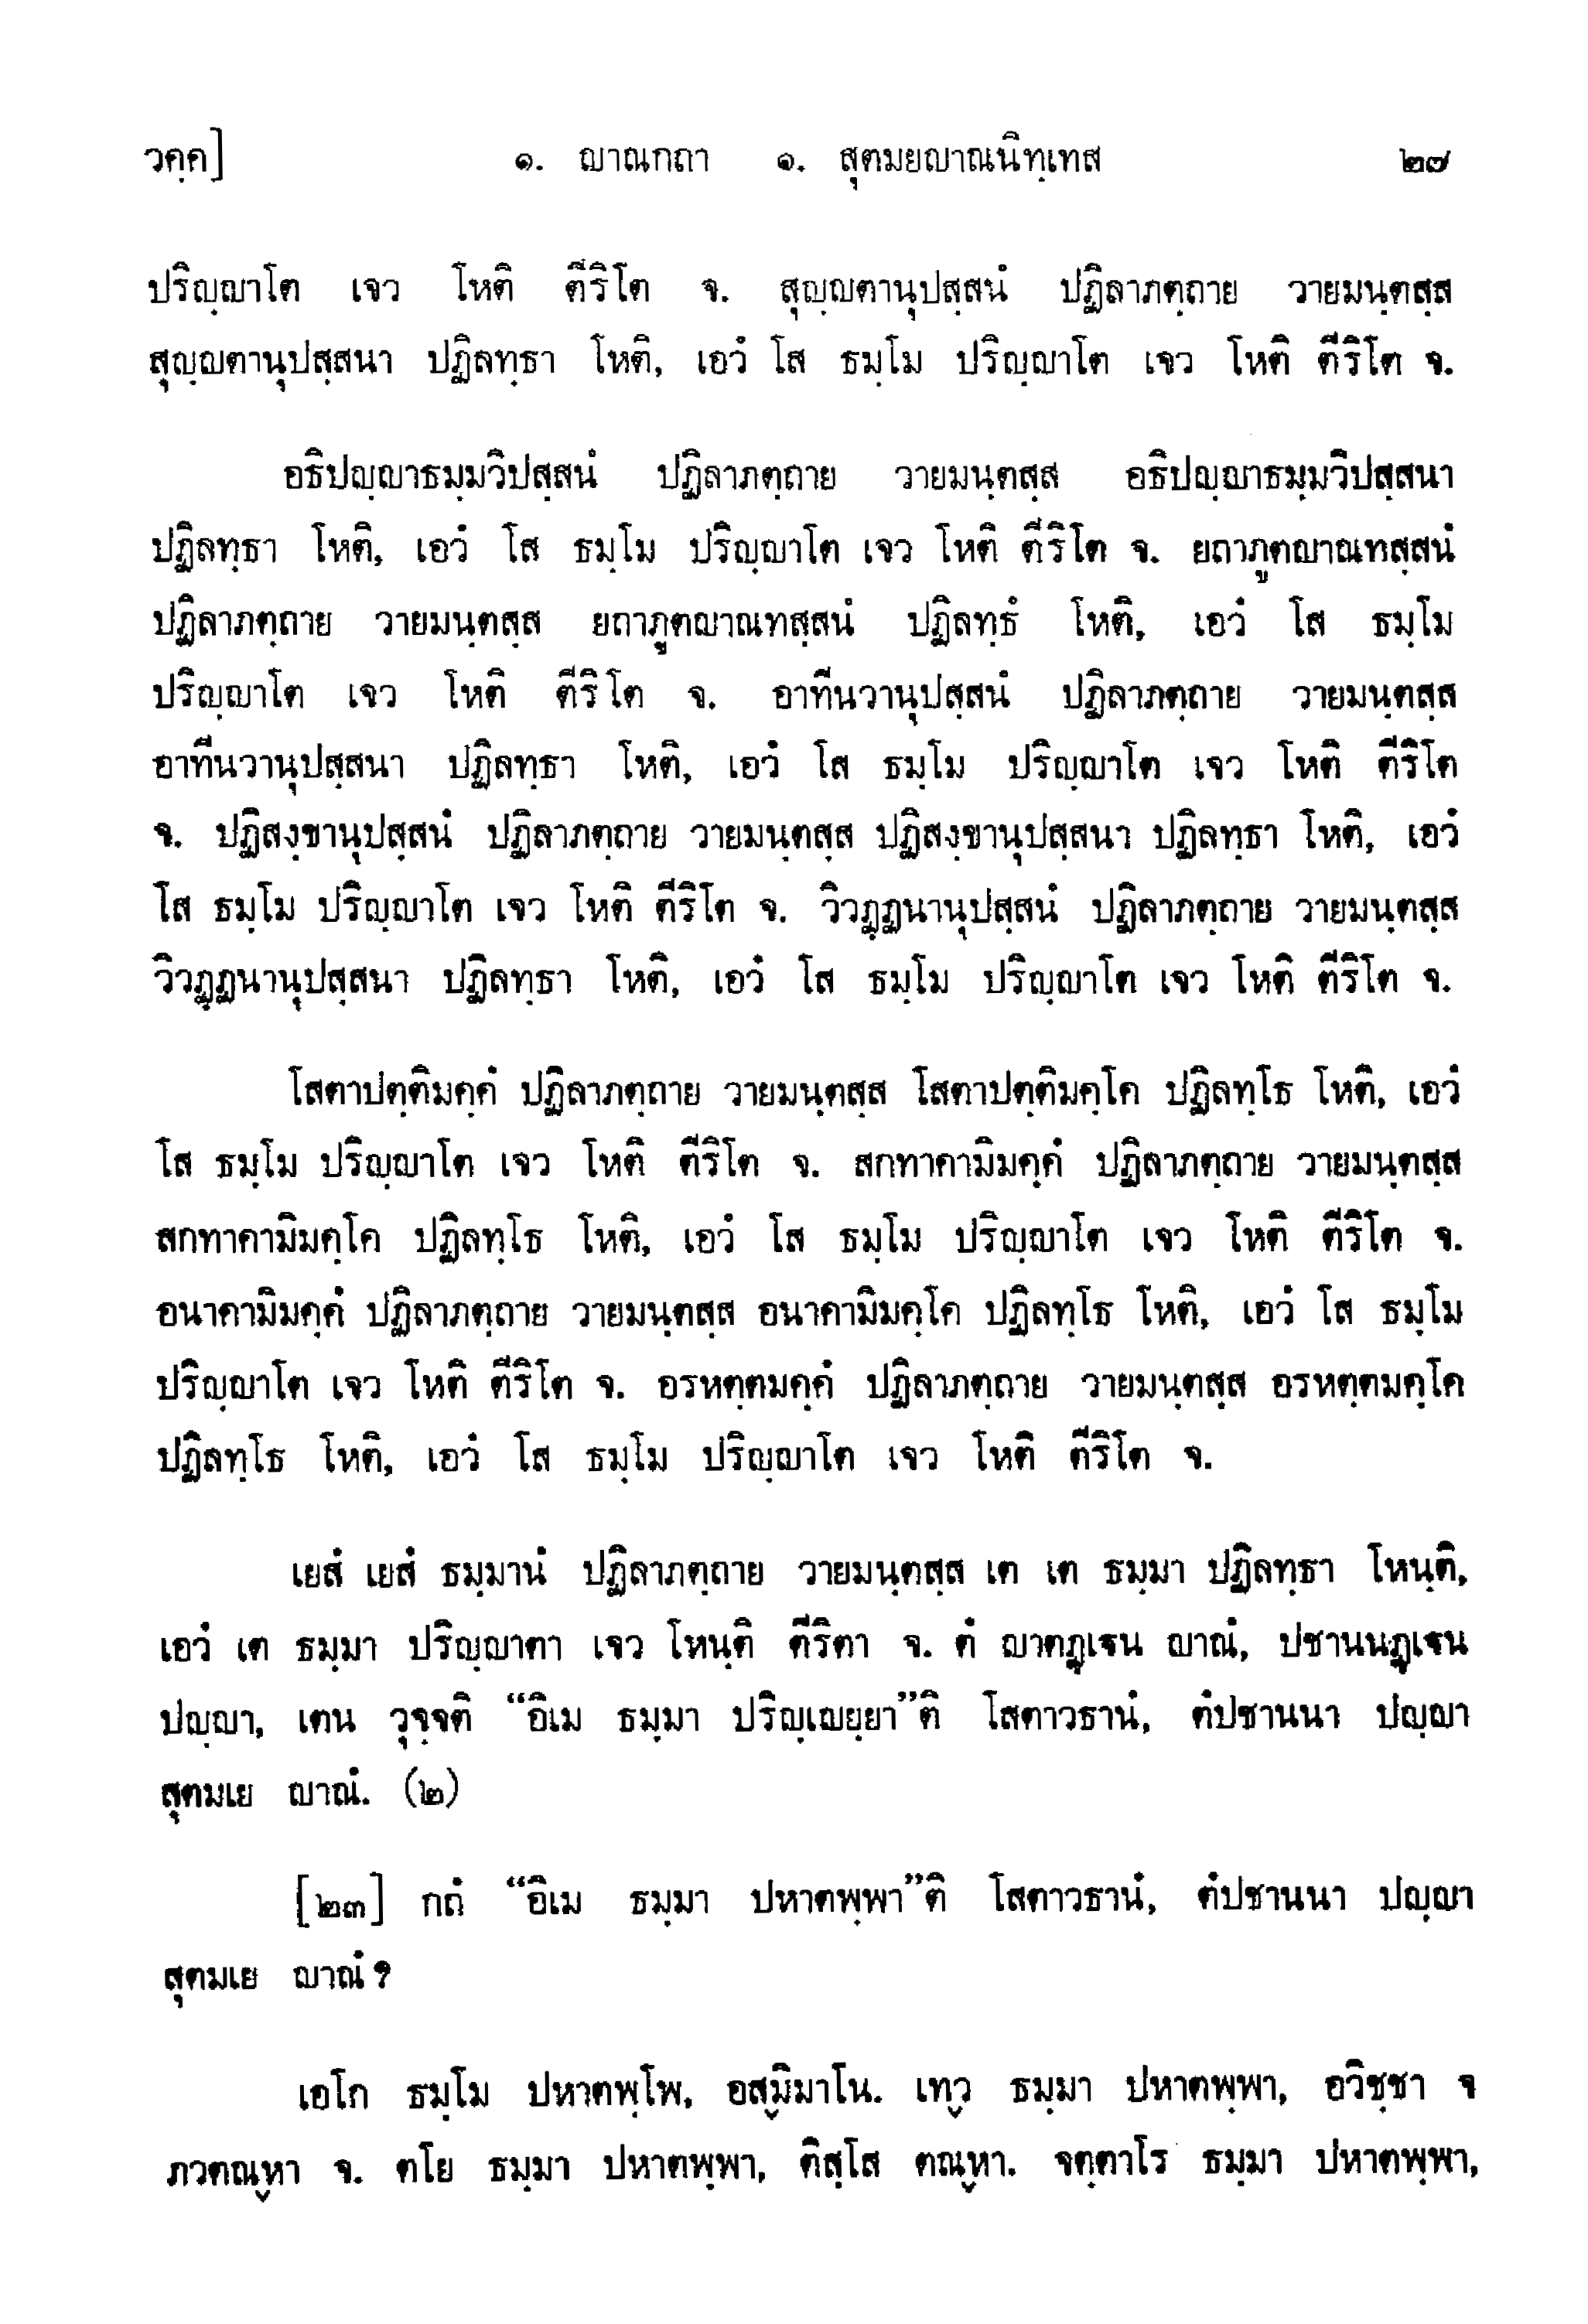 วคฺค] ๑. ญาณกถา ๑. สุตมยญาณนิทฺเทส ๒๗
ปริญฺญาโต เจว โหติ ตีริโต จ. สุญฺญตานุปสฺสนํ ปฏิลาภตฺถาย วายมนฺตสฺส
สุญฺญตานุปสฺสนา ปฏิลทฺธา โหติ, เอวํ โส ธมฺโม ปริญฺญาโต เจว โหติ ตีริโต จ.
อธิปญฺญาธมฺมวิปสฺสนํ ปฏิลาภตฺถาย วายมนฺตสฺส อธิปญฺญาธมฺมวิปสฺสนา
ปฏิลทฺธา โหติ, เอวํ โส ธมฺโม ปริญฺญาโต เจว โหติ ตีริโต จ. ยถาภูตญาณทสฺสนํ
ปฏิลาภตฺถาย วายมนฺตสฺส ยถาภูตญาณทสฺสนํ ปฏิลทฺธํ โหติ, เอวํ โส ธมฺโม
ปริญฺญาโต เจว โหติ ตีริโต จ. อาทีนวานุปสฺสนํ ปฏิลาภตฺถาย วายมนฺตสฺส
อาทีนวานุปสฺสนา ปฏิลทฺธา โหติ, เอวํ โส ธมฺโม ปริญฺญาโต เจว โหติ ตีริโต
จ. ปฏิสงฺขานุปสฺสนํ ปฏิลาภตฺถาย วายมนฺตสฺส ปฏิสงฺขานุปสฺสนา ปฏิลทฺธา โหติ, เอวํ
โส ธมฺโม ปริญฺญาโต เจว โหติ ตีริโต จ. วิวฏฺฏนานุปสฺสนํ ปฏิลาภตฺถาย วายมนฺตสฺส
วิวฏฺฏนานุปสฺสนา ปฏิลทฺธา โหติ, เอวํ โส ธมฺโม ปริญฺญาโต เจว โหติ ตีริโต จ.
โสตาปตฺติมคฺคํ ปฏิลาภตฺถาย วายมนฺตสฺส โสตาปตฺติมคฺโค ปฏิลทฺโธ โหติ, เอวํ
โส ธมฺโม ปริญฺญาโต เจว โหติ ตีริโต จ. สกทาคามิมคฺคํ ปฏิลาภตฺถาย วายมนฺตสฺส
สกทาคามิมคฺโค ปฏิลทฺโธ โหติ, เอวํ โส ธมฺโม ปริญฺญาโต เจว โหติ ตีริโต จ.
อนาคามิมคฺคํ ปฏิลาภตฺถาย วายมนฺตสฺส อนาคามิมคฺโค ปฏิลทฺโธ โหติ, เอวํ โส ธมฺโม
ปริญฺญาโต เจว โหติ ตีริโต จ. อรหตฺตมคฺคํ ปฏิลาภตฺถาย วายมนฺตสฺส อรหตฺตมคฺโค
ปฏิลทฺโธ โหติ, เอวํ โส ธมฺโม ปริญฺญาโต เจว โหติ ตีริโต จ.
เยสํ เยสํ ธมฺมานํ ปฏิลาภตฺถาย วายมนฺตสฺส เต เต ธมฺมา ปฏิลทฺธา โหนฺติ,
เอวํ เต ธมฺมา ปริญฺญาตา เจว โหนฺติ ตีริตา จ. ตํ ญาตฏฺเฐน ญาณํ, ปชานนฏฺเฐน
ปญฺญา, เตน วุจฺจติ “อิเม ธมฺมา ปริญฺเญยฺยา”ติ โสตาวธานํ, ตํปชานนา ปญฺญา
สุตมเย ญาณํ. (๒)
[๒๓] กถํ “อิเม ธมฺมา ปหาตพฺพา”ติ โสตาวธานํ, ตํปชานนา ปญฺญา
สุตมเย ญาณํ?
เอโก ธมฺโม ปหาตพฺโพ, อสฺมิมาโน. เทฺว ธมฺมา ปหาตพฺพา, อวิชฺชา จ
ภวตณฺหา จ. ตโย ธมฺมา ปหาตพฺพา, ติสฺโส ตณฺหา. จตฺตาโร ธมฺมา ปหาตพฺพา,